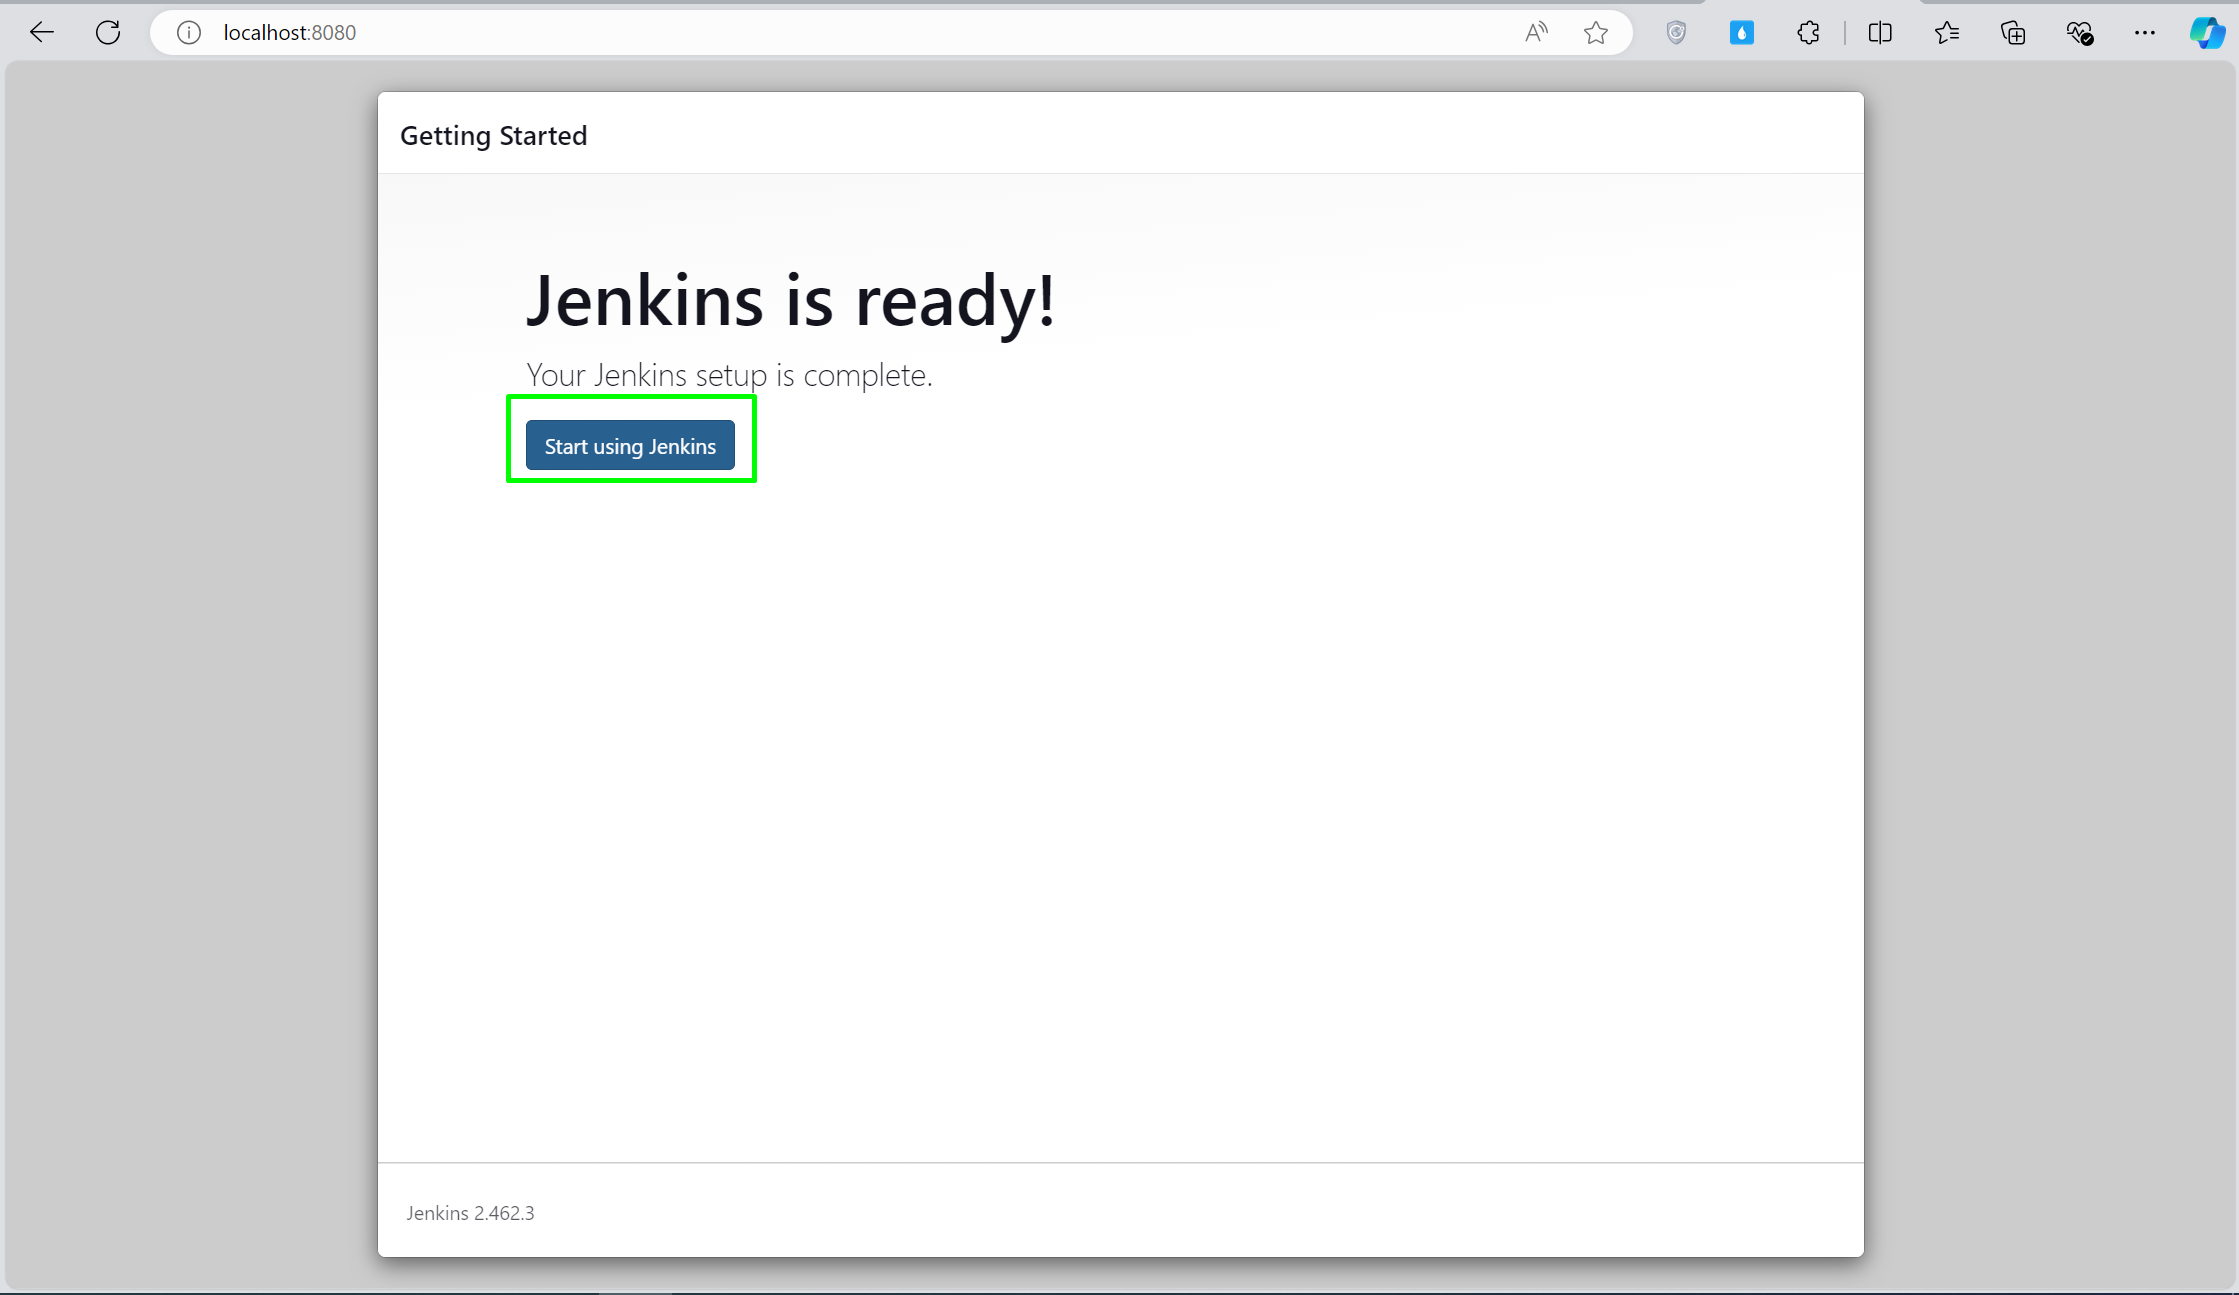 localhost:8080
Getting Started
Jenkins is ready!
Your Jenkins setup is complete.
Start using Jenkins
Jenkins 2.462.3